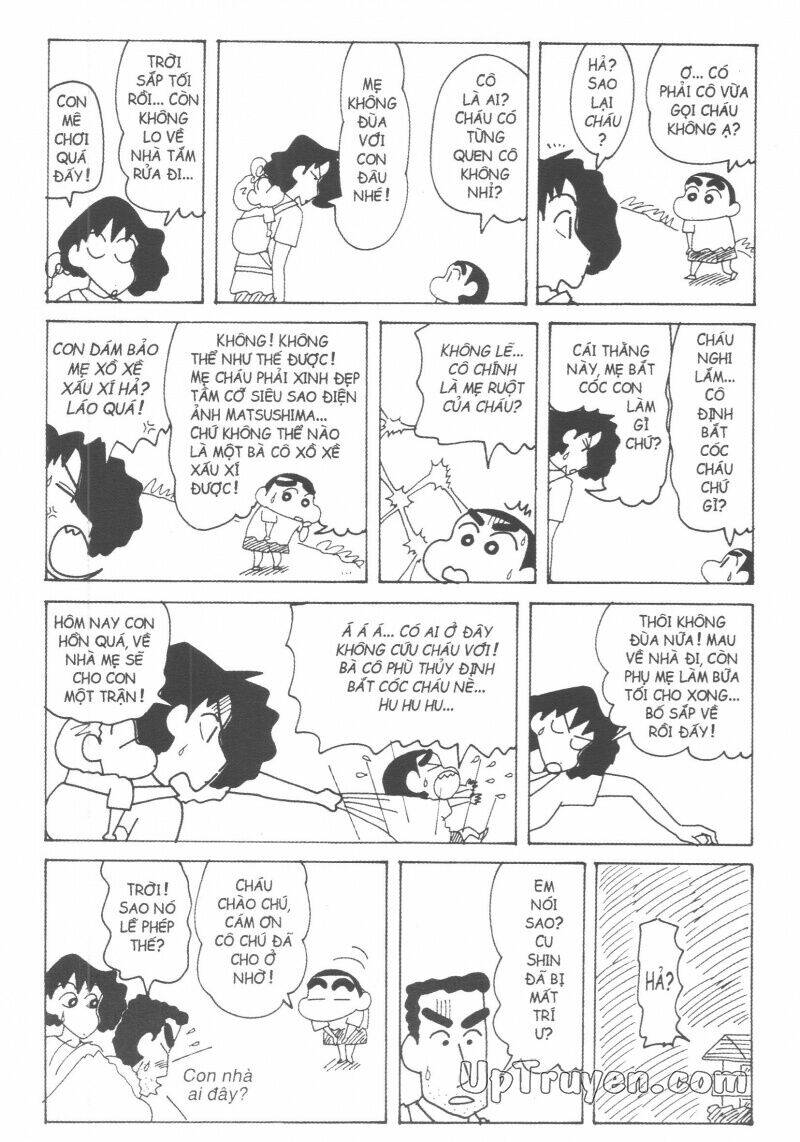 Ơ... CÓ
PHẢI CÔ VỪA
GỌI CHÁU
KHÔNG Ạ?
HẢ?
SAO
LẠI
CHÁU
?
CÔ
LÀ AI?
CHÁU CÓ
TỪNG
QUEN CÔ
KHÔNG
NHỈ?
MẸ
KHÔNG
ĐÙA
VỚI
CON
ĐÂU
NHÉ!
TRỜI
SẮP TỐI
RỒI... CÒN
KHÔNG
LO VỀ
NHÀ TẮM
RỬA ĐI...
CON
MÊ
CHƠI
QUÁ
ĐẤY!
CHÁU
NGHI
LẮM...
CÔ
ĐỊNH
BẮT
CÓC
CHÁU
CHỨ
GÌ?
CÁI THẰNG
NÀY, MẸ BẮT
CÓC CON
LÀM
GÌ
CHỨ?
KHÔNG LẼ...
CÔ CHÍNH
LÀ MẸ RUỘT
CỦA CHÁU?
KHÔNG! KHÔNG
THỂ NHƯ THẾ ĐƯỢC!
MẸ CHÁU PHẢI XINH ĐẸP
TẦM CỠ SIÊU SAO ĐIỆN
ẢNH MATSUSHIMA...
CHỨ KHÔNG THỂ NÀO
LÀ MỘT BÀ CÔ XỒ XỀ
XẤU XÍ
ĐƯỢC!
CON DÁM BẢO
MẸ XỒ XỀ
XẤU XÍ HẢ?
LÁO QUÁ!
THÔI KHÔNG
ĐÙA NỮA! MAU
VỀ NHÀ ĐI, CÒN
PHỤ MẸ LÀM BỮA
TỐI CHO XONG...
BỐ SẮP VỀ
RỒI ĐẤY!
Á Á Á... CÓ AI Ở ĐÂY
KHÔNG CỨU CHÁU VỚI!
BÀ CÔ PHÙ THỦY ĐỊNH
BẮT CÓC CHÁU NÈ...
HU HU HU...
HÔM NAY CON
HỖN QUÁ, VỀ
NHÀ MẸ SẼ
CHO CON
MỘT TRẬN!
HẢ?
EM
NÓI
SAO?
CU
SHIN
ĐÃ BỊ
MẤT
TRÍ
Ư?
CHÁU
CHÀO CHÚ,
CÁM ƠN
CÔ CHÚ ĐÃ
CHO Ở
NHỜ!
TRỜI!
SAO NÓ
LỄ PHÉP
THẾ?
Con nhà
ai đây?
UpTruyen.com